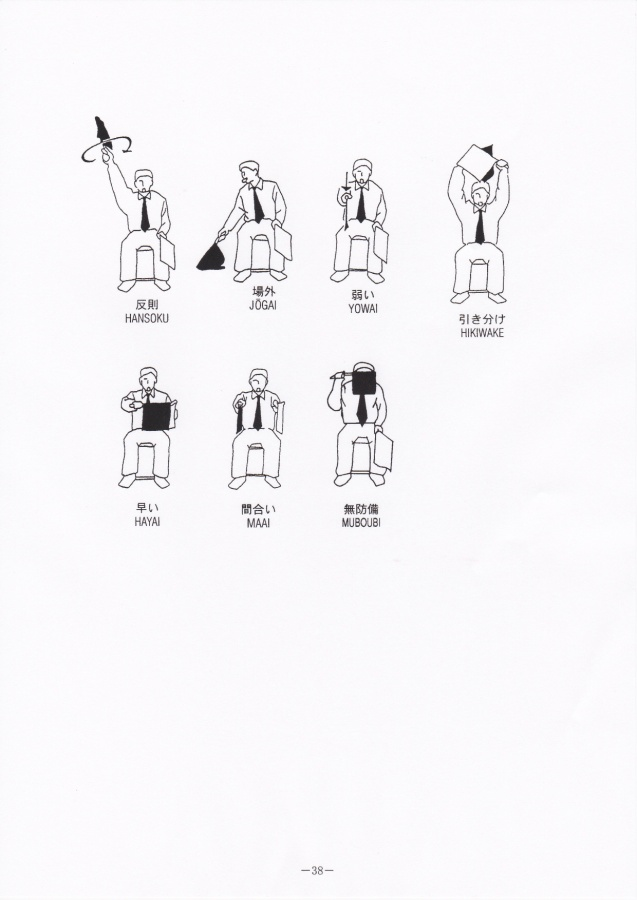 反則
HANSOKU
場外
JŌGAI
弱い
YOWAI
引き分け
HIKIWAKE
早い
HAYAI
間合い
MAAI
無防備
MUBOUBI
—38—